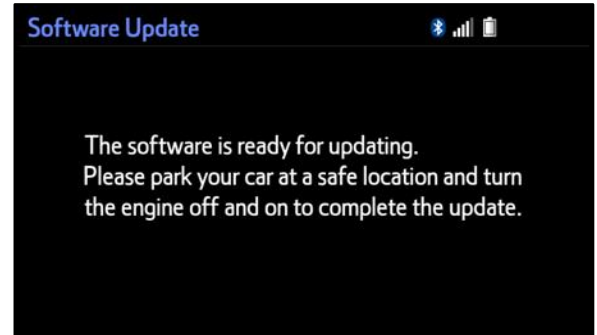 Software Update
The software is ready for updating.
Please park your car at a safe location and turn
the engine off and on to complete the update.